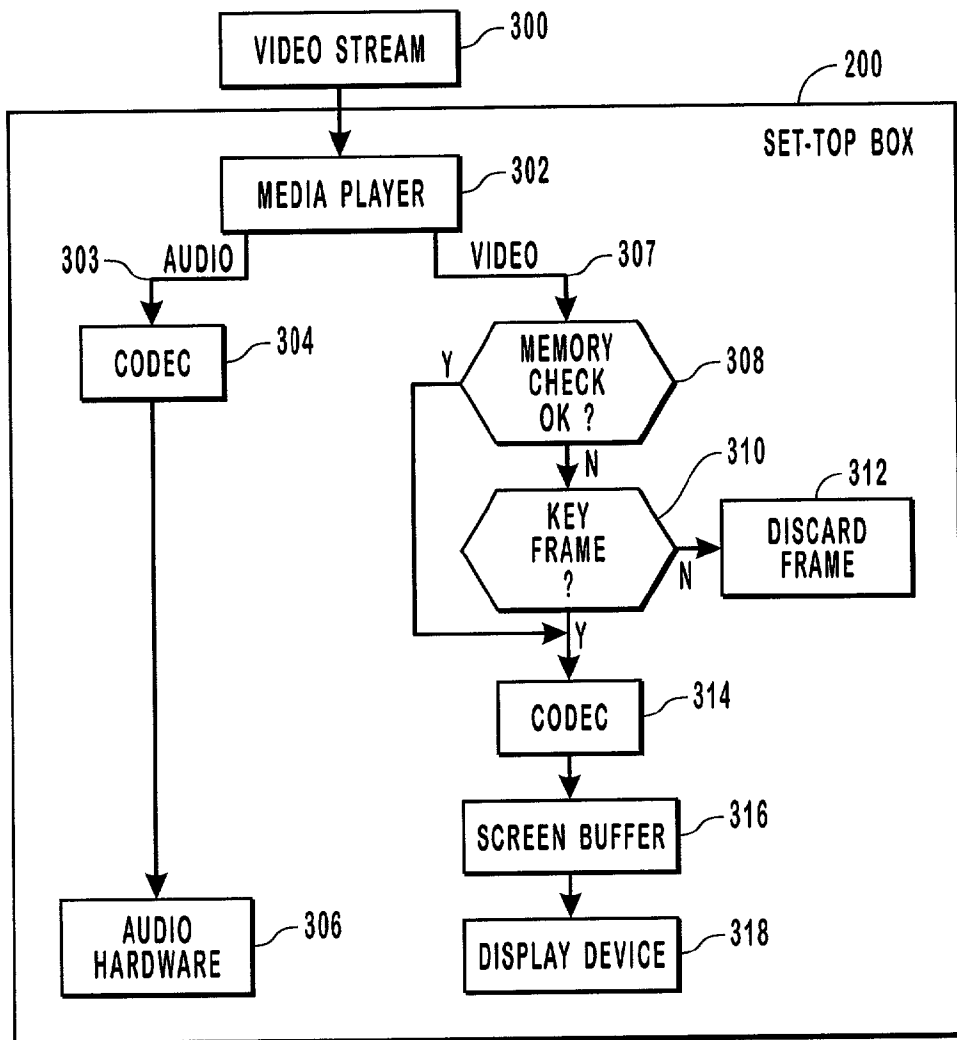 300
VIDEO STREAM
200
SET-TOP BOX
MEDIA PLAYER
302
303
AUDIO
VIDEO
307
CODEC
304
Y
MEMORY
CHECK
OK ?
308
N
310
KEY
FRAME
?
312
DISCARD
FRAME
N
Y
CODEC
314
SCREEN BUFFER
316
AUDIO
HARDWARE
306
DISPLAY DEVICE
318